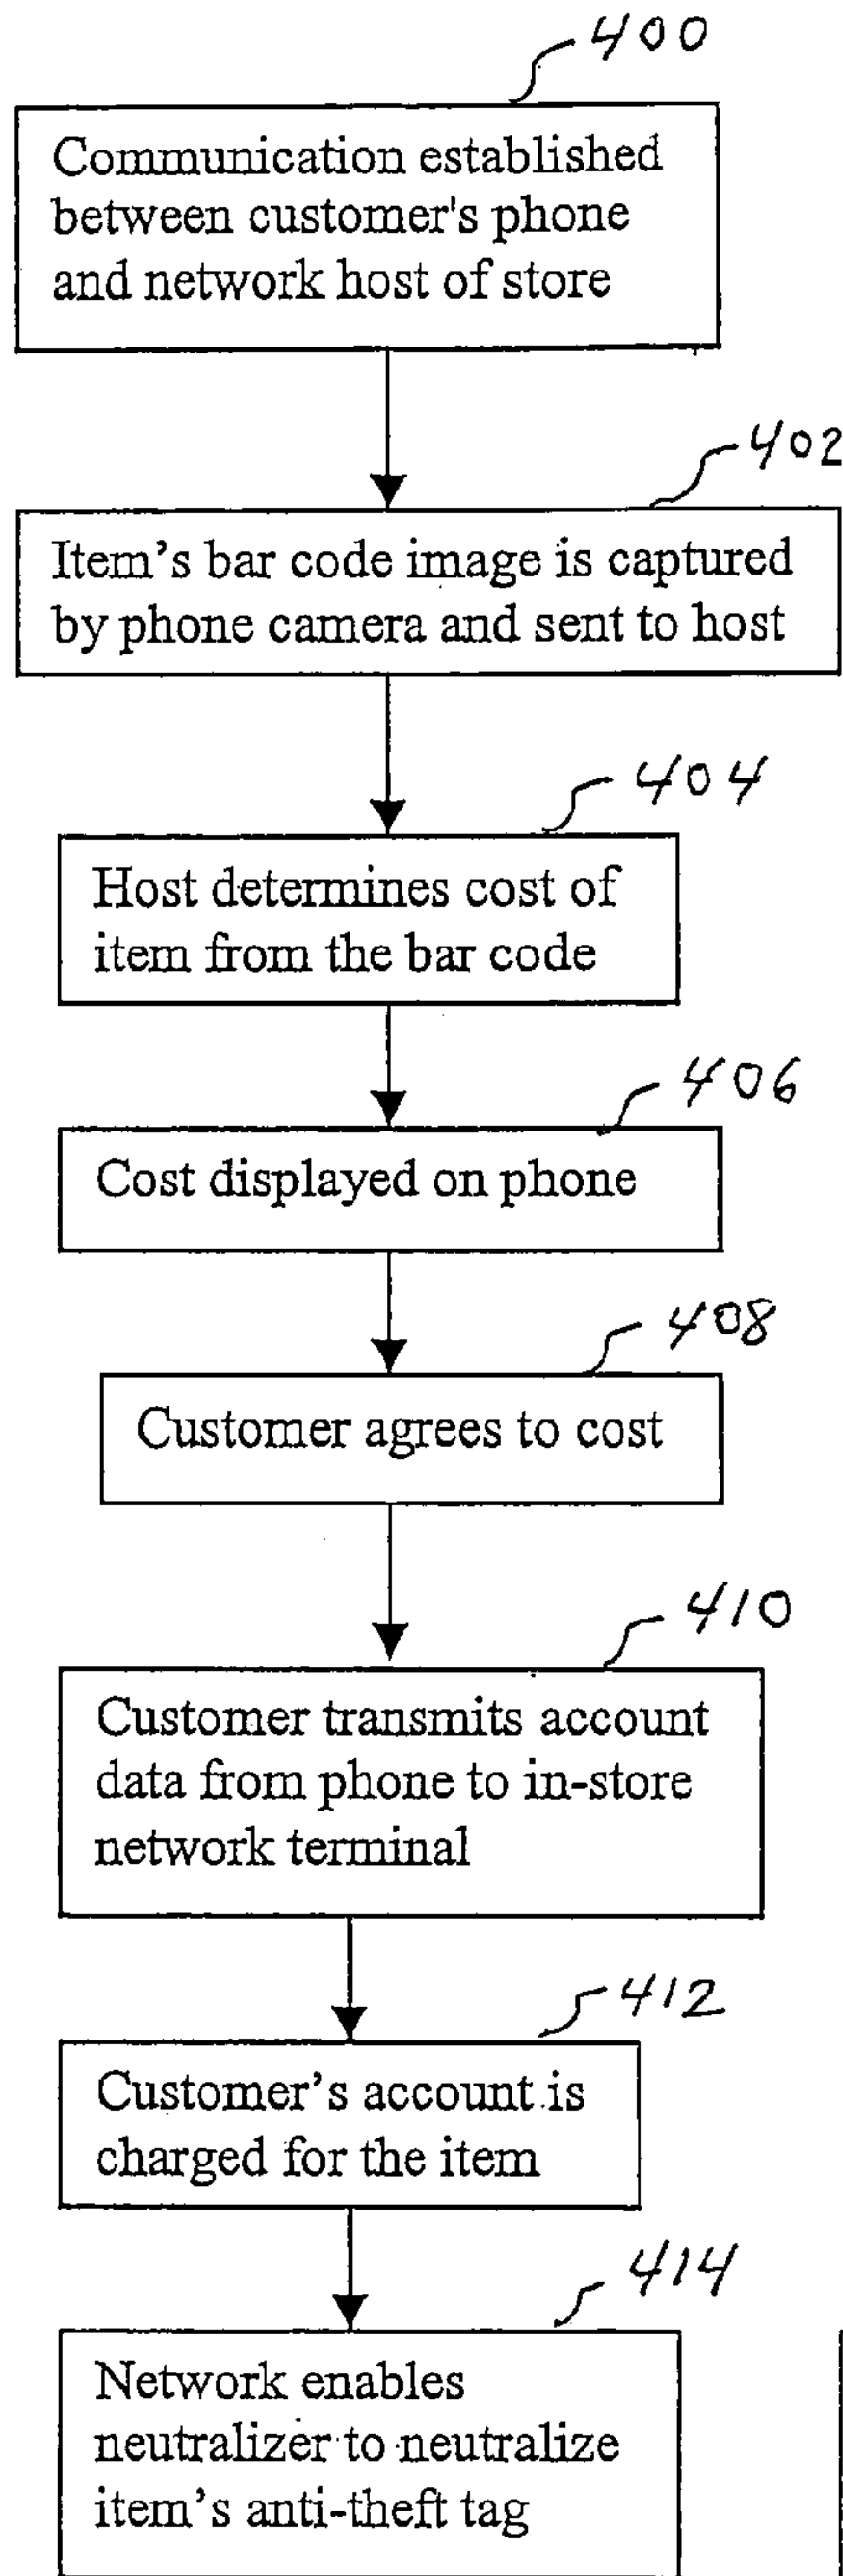 400
Communication established
between customer's phone
and network host of store
402
Item's bar code image is captured
by phone camera and sent to host
404
Host determines cost of
item from the bar code
406
Cost displayed on phone
408
Customer agrees to cost
410
Customer transmits account
data from phone to in-store
network terminal
412
Customer's account is
charged for the item
414
Network enables
neutralizer to neutralize
item's anti-theft tag